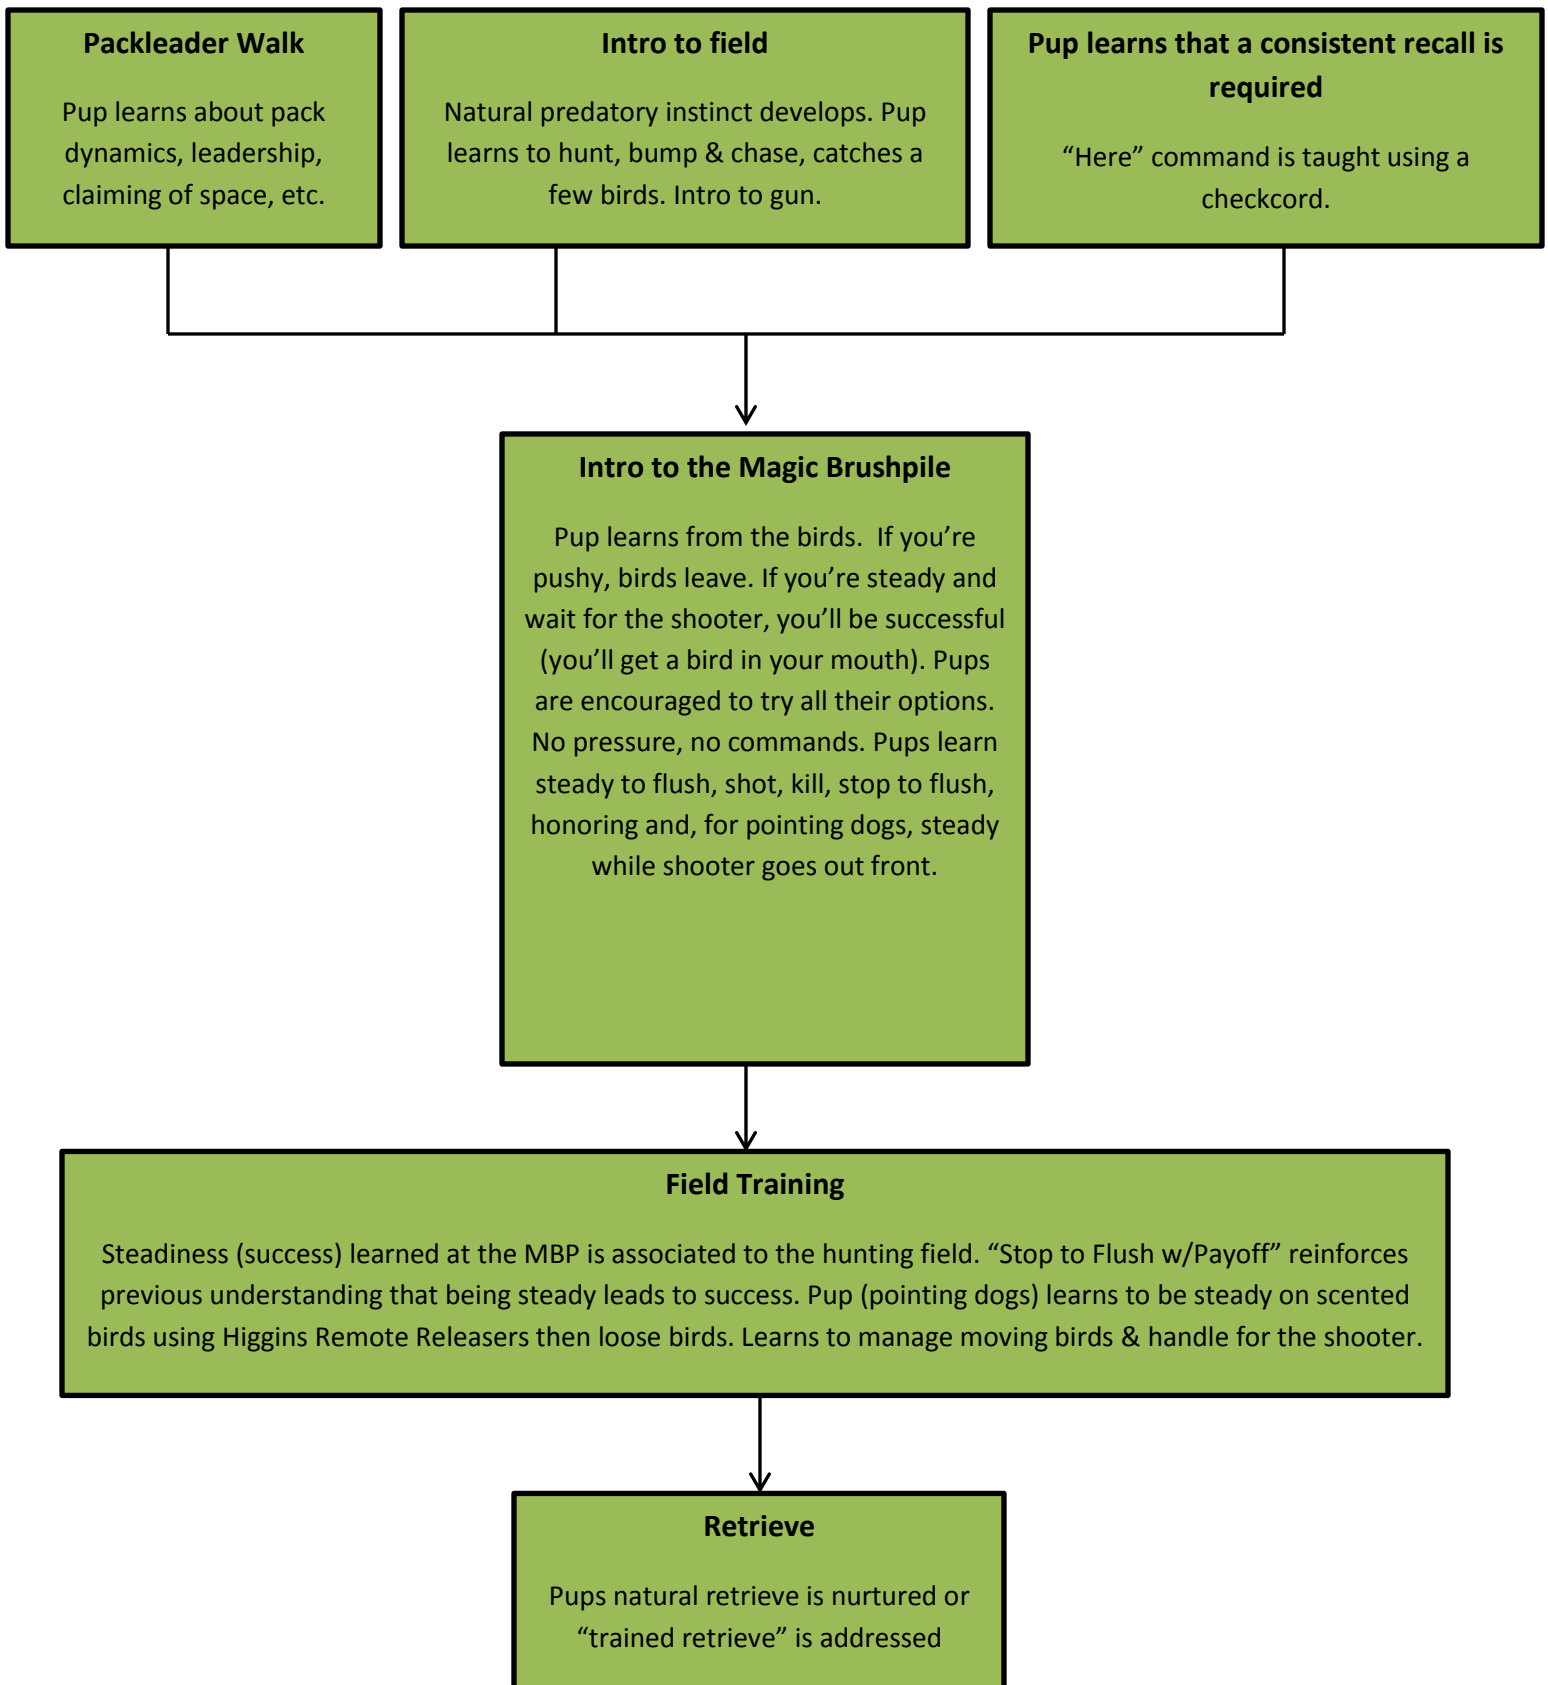 Packleader Walk
Pup learns about pack
dynamics, leadership,
claiming of space, etc.
Intro to field
Natural predatory instinct develops. Pup
learns to hunt, bump & chase, catches a
few birds. Intro to gun.
Pup learns that a consistent recall is
required
“Here” command is taught using a
checkcord.
Intro to the Magic Brushpile
Pup learns from the birds.  If you’re
pushy, birds leave. If you’re steady and
wait for the shooter, you’ll be successful
(you’ll get a bird in your mouth). Pups
are encouraged to try all their options.
No pressure, no commands. Pups learn
steady to flush, shot, kill, stop to flush,
honoring and, for pointing dogs, steady
while shooter goes out front.
Field Training
Steadiness (success) learned at the MBP is associated to the hunting field. “Stop to Flush w/Payoff” reinforces
previous understanding that being steady leads to success. Pup (pointing dogs) learns to be steady on scented
birds using Higgins Remote Releasers then loose birds. Learns to manage moving birds & handle for the shooter.
Retrieve
Pups natural retrieve is nurtured or
“trained retrieve” is addressed